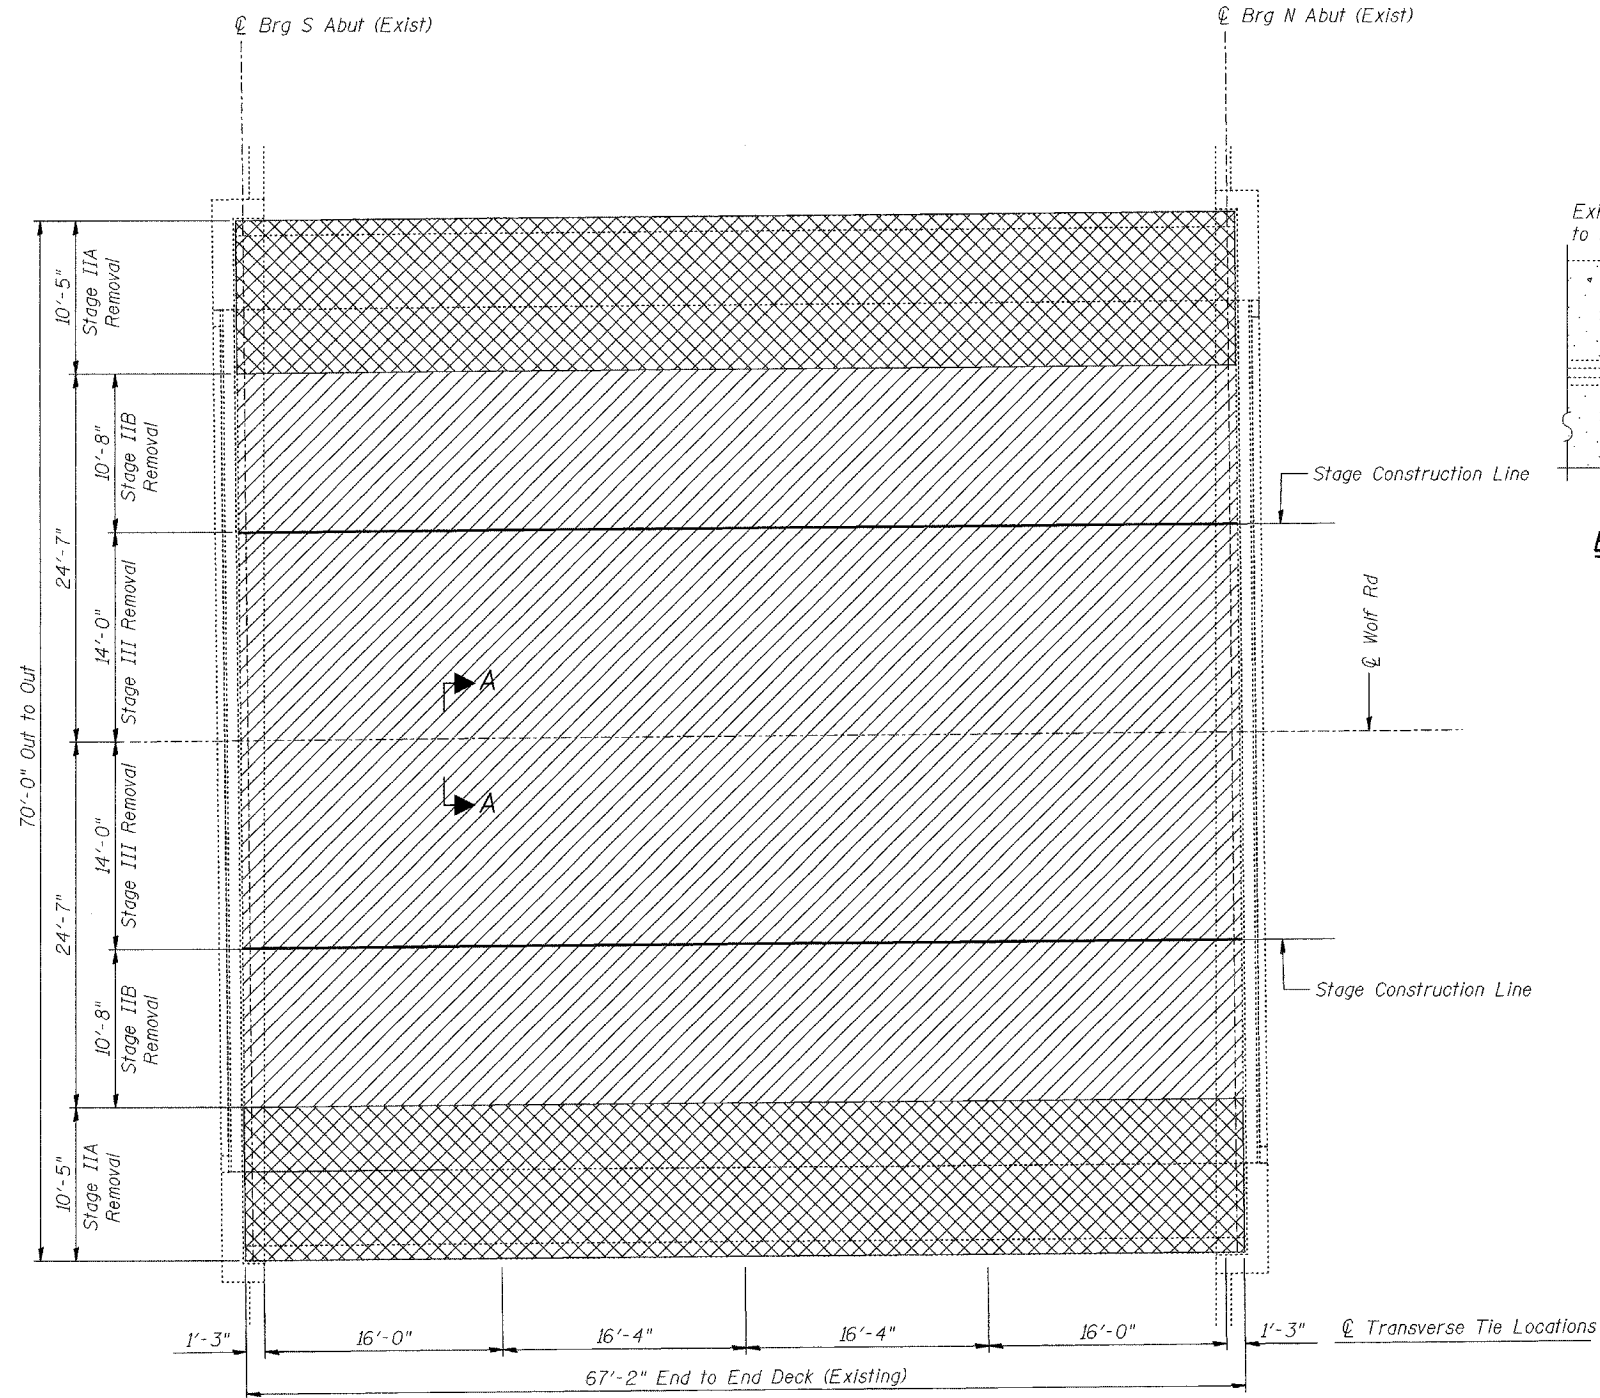 ℄ Brg S Abut (Exist)
℄ Brg N Abut (Exist)
to
10'-5"
Stage IIA
Removal
10'-8"
Stage IIB
Removal
24'-7"
14'-0"
Stage III Removal
70'-0" Out to Out
14'-0"
Stage III Removal
24'-7"
10'-8"
Stage IIB
Removal
10'-5"
Stage IIA
Removal
Stage Construction Line
℄ Wolf Rd
A
A
Stage Construction Line
1'-3"
16'-0"
16'-4"
16'-4"
16'-0"
1'-3"
℄ Transverse Tie Locations
67'-2" End to End Deck (Existing)